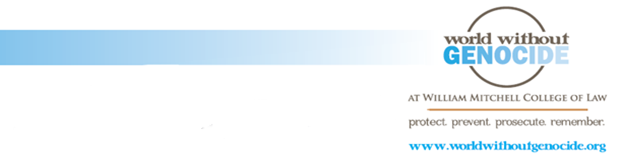 world without
GENOCIDE
AT WILLIAM MITCHELL COLLEGE OF LAW
protect. prevent. prosecute. remember.
www.worldwithoutgenocide.org